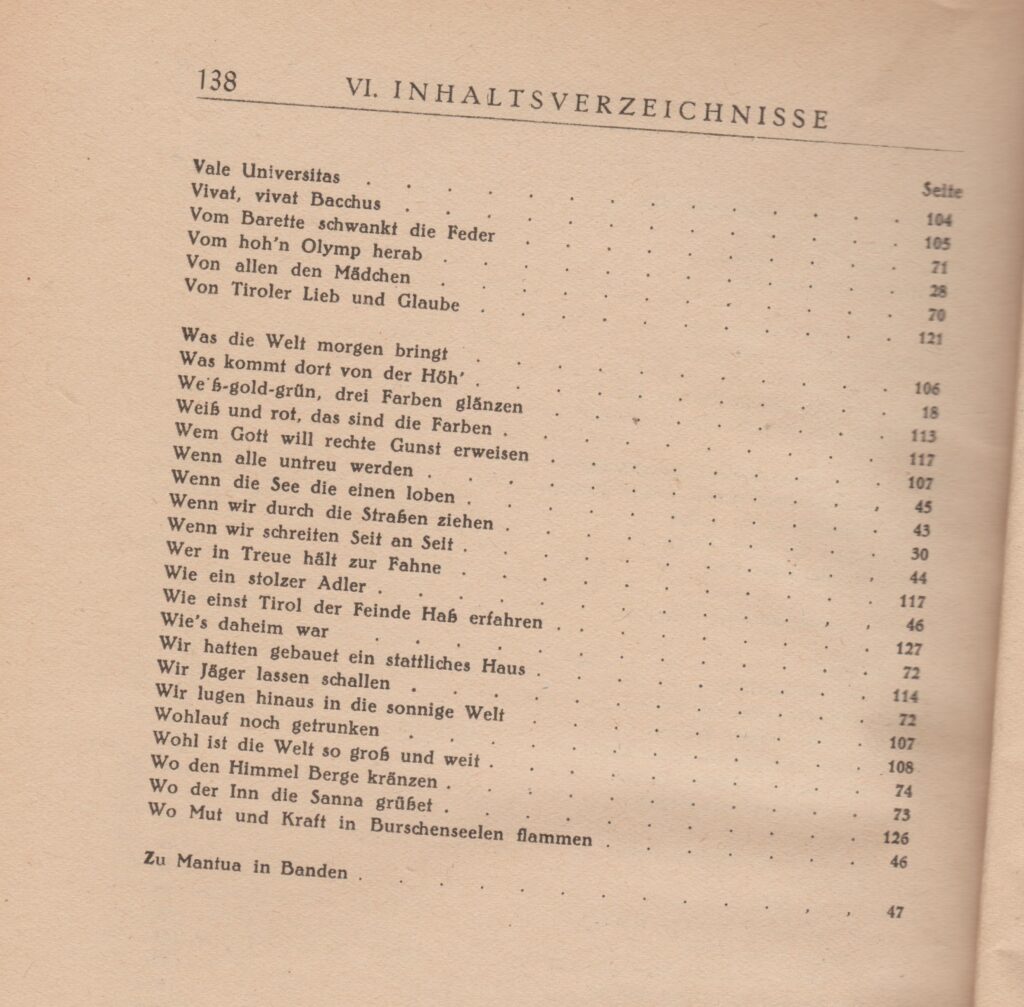 138 VI. INHALTSVERZEICHNISSE
Seite
Vale Universitas . . . . . . . . . . . . . 104
Vivat, vivat Bacchus . . . . . . . . . . . . 105
Vom Barette schwankt die Feder . . . . . . . . . 71
Vom hoh'n Olymp herab . . . . . . . . . . . 28
Von allen den Mädchen . . . . . . . . . . . 70
Von Tiroler Lieb und Glaube . . . . . . . . . . 121
Was die Welt morgen bringt . . . . . . . . . . 106
Was kommt dort von der Höh' . . . . . . . . . . 18
Weiß-gold-grün, drei Farben glänzen . . . . . . . . 113
Weiß und rot, das sind die Farben . . . . . . . . . 117
Wem Gott will rechte Gunst erweisen . . . . . . . . 107
Wenn alle untreu werden . . . . . . . . . . . 45
Wenn die See die einen loben . . . . . . . . . . 43
Wenn wir durch die Straßen ziehen . . . . . . . . . 30
Wenn wir schreiten Seit an Seit . . . . . . . . . . 44
Wer in Treue hält zur Fahne . . . . . . . . . . 117
Wie ein stolzer Adler . . . . . . . . . . . . 46
Wie einst Tirol der Feinde Haß erfahren . . . . . . . . 127
Wie's daheim war . . . . . . . . . . . . 72
Wir hatten gebauet ein stattliches Haus . . . . . . . . 114
Wir Jäger lassen schallen . . . . . . . . . . . 72
Wir lugen hinaus in die sonnige Welt . . . . . . . . 107
Wohlauf noch getrunken . . . . . . . . . . . 108
Wohl ist die Welt so groß und weit . . . . . . . . . 74
Wo den Himmel Berge kränzen . . . . . . . . . . 73
Wo der Inn die Sanna grüßet . . . . . . . . . . 126
Wo Mut und Kraft in Burschenseelen flammen . . . . . . 46
Zu Mantua in Banden . . . . . . . . . . . . 47